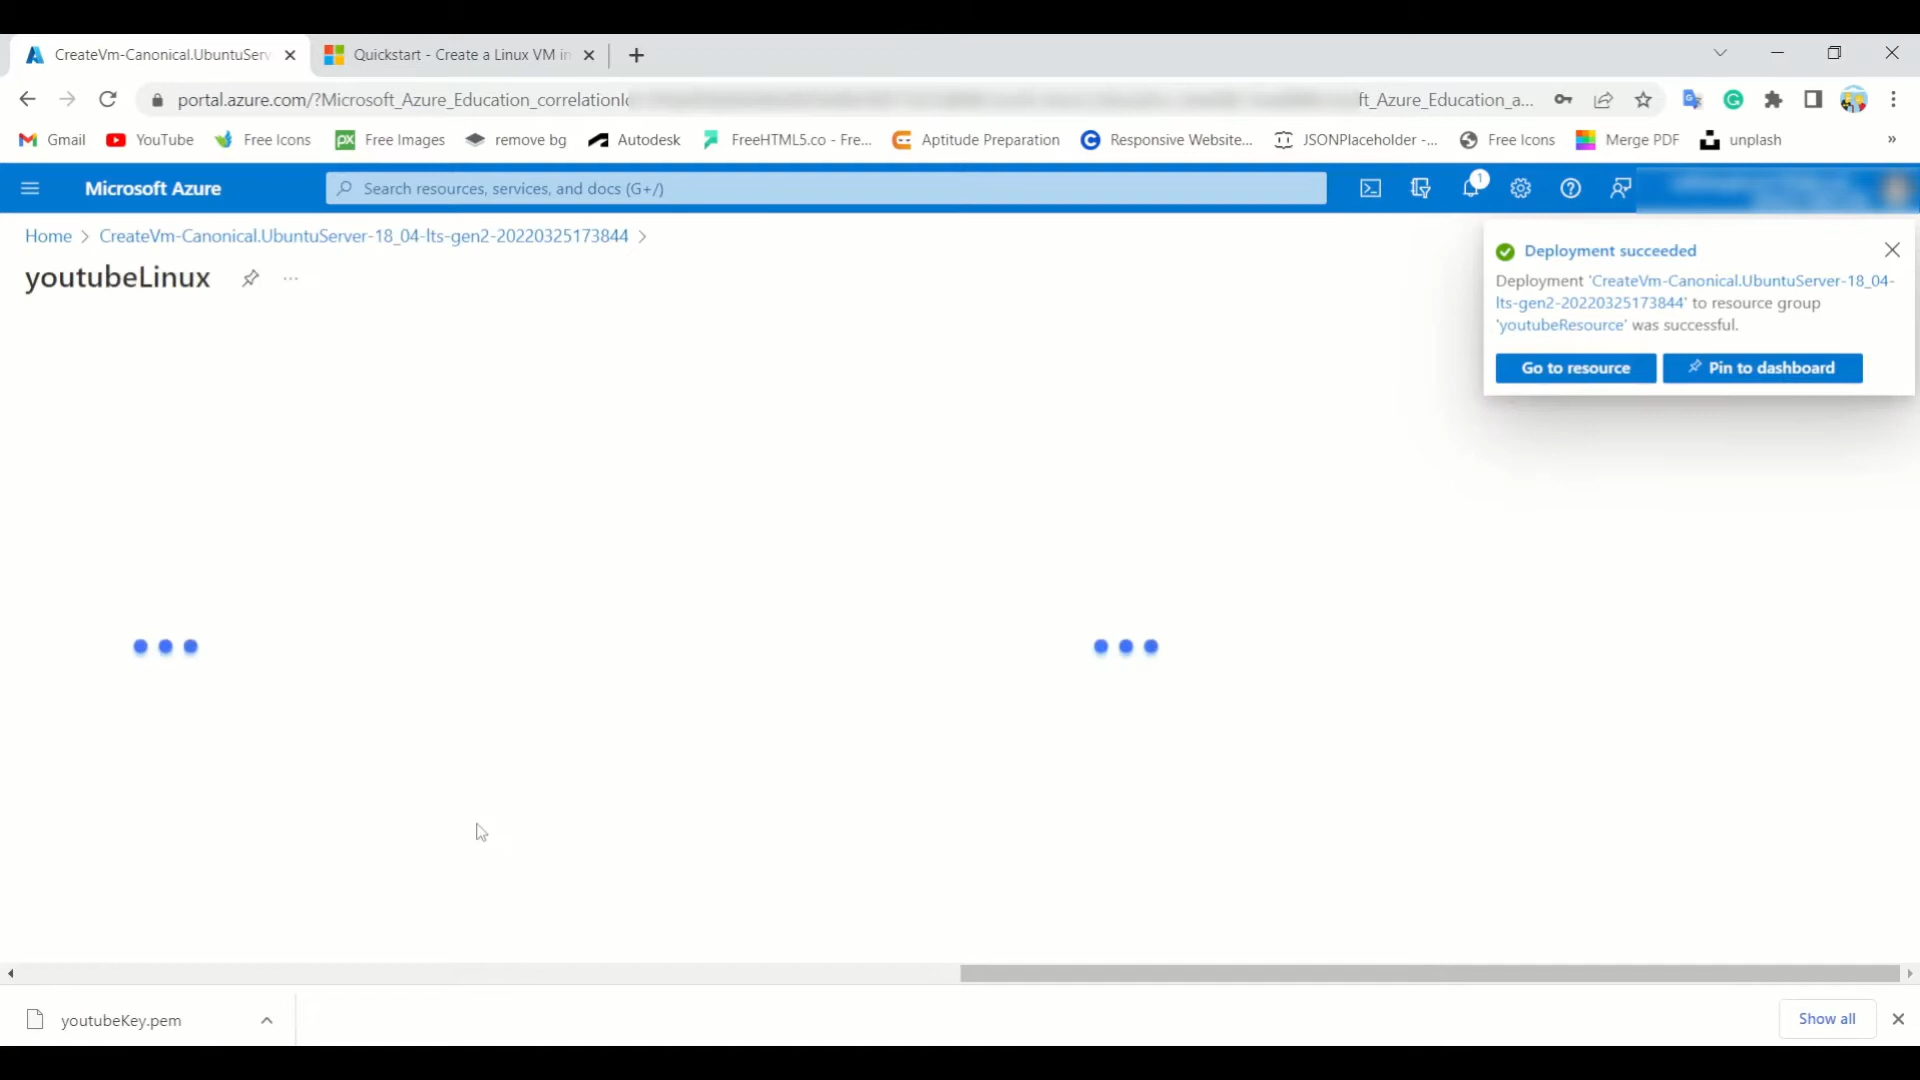 CreateVm-Canonical.UbuntuServ
Quickstart - Create a Linux VM in
portal.azure.com/?Microsoft_Azure_Education_correlationId
ft_Azure_Education_a...
Gmail
YouTube
Free Icons
px Free Images
remove bg
Autodesk
FreeHTML5.co - Fre...
Aptitude Preparation
Responsive Website...
JSONPlaceholder -...
Free Icons
Merge PDF
unplash
»
Microsoft Azure
Search resources, services, and docs (G+/)
1
Home > CreateVm-Canonical.UbuntuServer-18_04-lts-gen2-20220325173844 >
youtubeLinux
Deployment succeeded
Deployment 'CreateVm-Canonical.UbuntuServer-18_04-
lts-gen2-20220325173844' to resource group
'youtubeResource' was successful.
Go to resource
Pin to dashboard
youtubeKey.pem
Show all